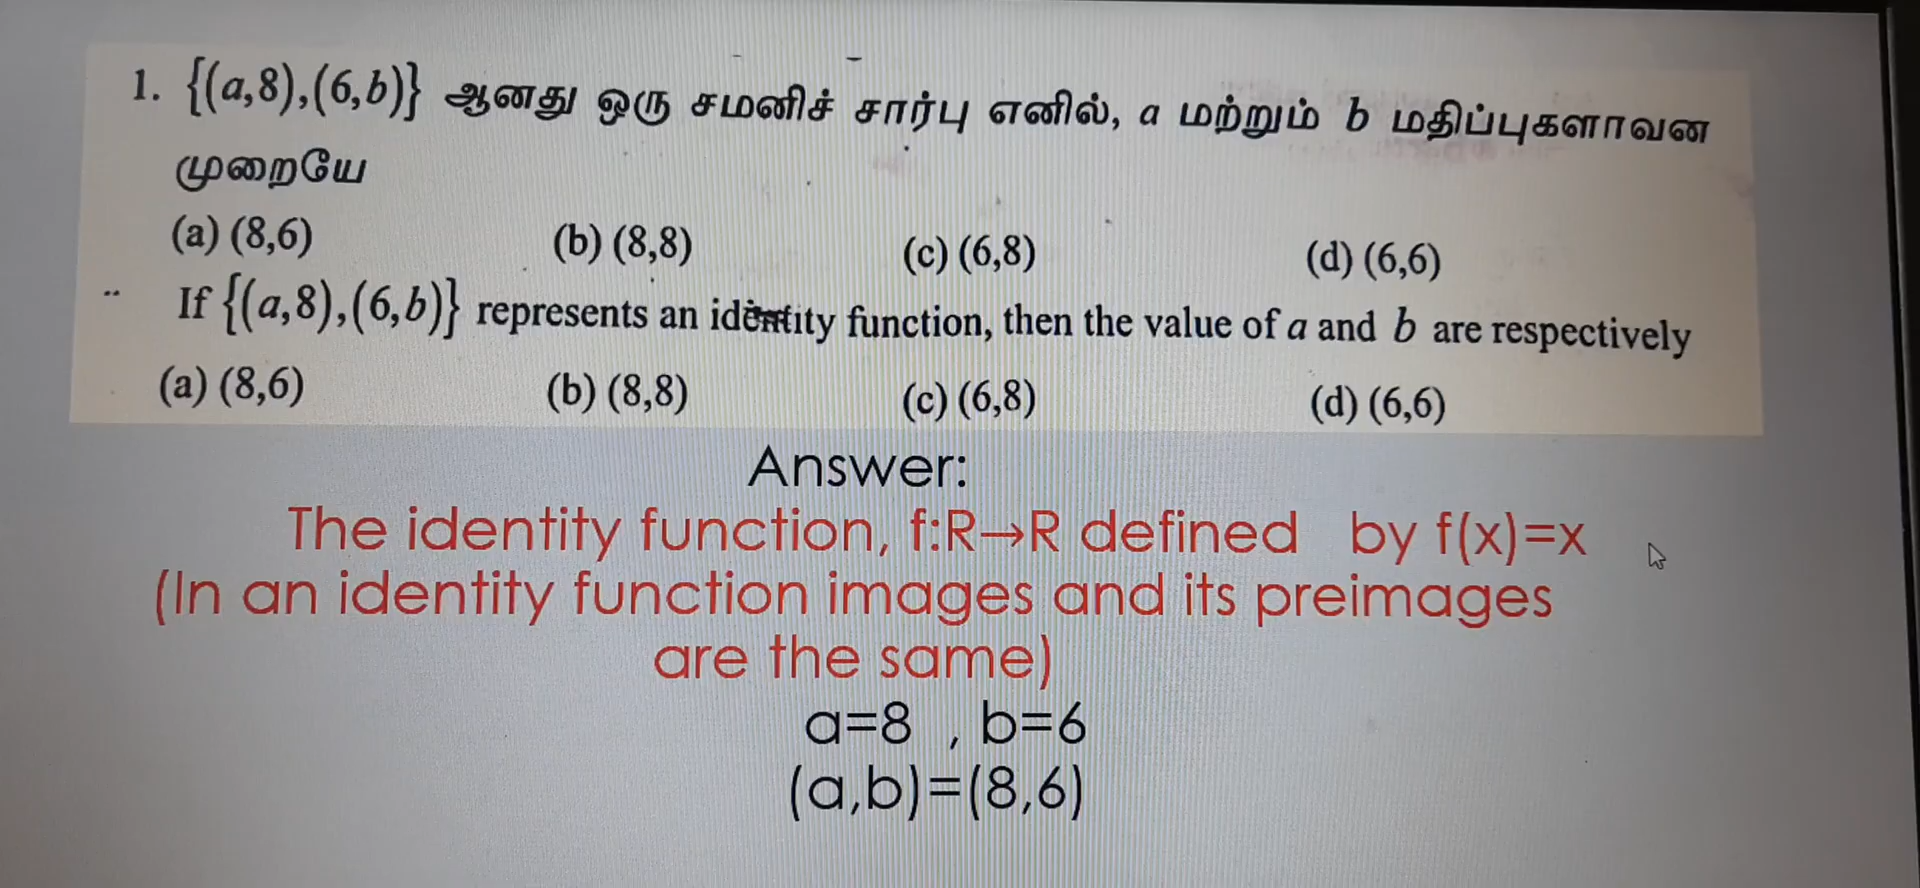 1. {(a,8),(6,b)} ஆனது ஒரு சமனிச் சார்பு எனில், a மற்றும் b மதிப்புகளாவன
முறையே
(a) (8,6) (b) (8,8) (c) (6,8) (d) (6,6)
If {(a,8),(6,b)} represents an identity function, then the value of a and b are respectively
(a) (8,6) (b) (8,8) (c) (6,8) (d) (6,6)
Answer:
The identity function, f:R→R defined by f(x)=x
(In an identity function images and its preimages
are the same)
a=8 , b=6
(a,b)=(8,6)